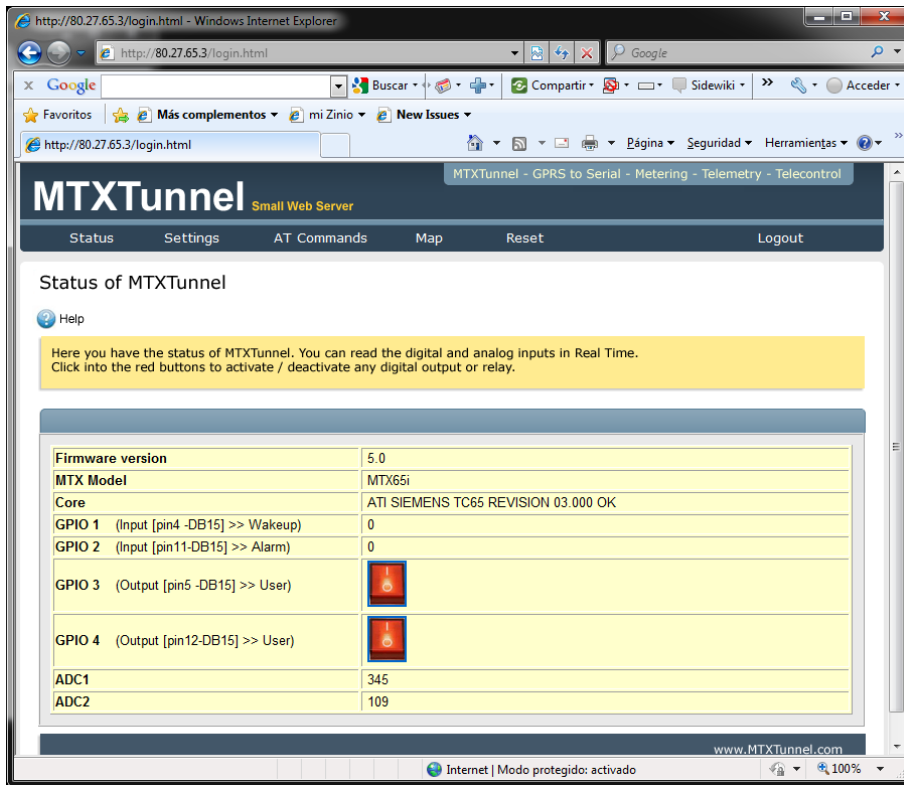 http://80.27.65.3/login.html - Windows Internet Explorer
http://80.27.65.3/login.html
Google
x Google Buscar Compartir Sidewiki » Acceder
Favoritos Más complementos mi Zinio New Issues
http://80.27.65.3/login.html Página Seguridad Herramientas »
MTXTunnel - GPRS to Serial - Metering - Telemetry - Telecontrol
MTXTunnel Small Web Server
Status Settings AT Commands Map Reset Logout
Status of MTXTunnel
Help
Here you have the status of MTXTunnel. You can read the digital and analog inputs in Real Time.
Click into the red buttons to activate / deactivate any digital output or relay.
Firmware version 5.0
MTX Model MTX65i
Core ATI SIEMENS TC65 REVISION 03.000 OK
GPIO 1 (Input [pin4 -DB15] >> Wakeup) 0
GPIO 2 (Input [pin11-DB15] >> Alarm) 0
GPIO 3 (Output [pin5 -DB15] >> User)
GPIO 4 (Output [pin12-DB15] >> User)
ADC1 345
ADC2 109
www.MTXTunnel.com
Internet | Modo protegido: activado 100%